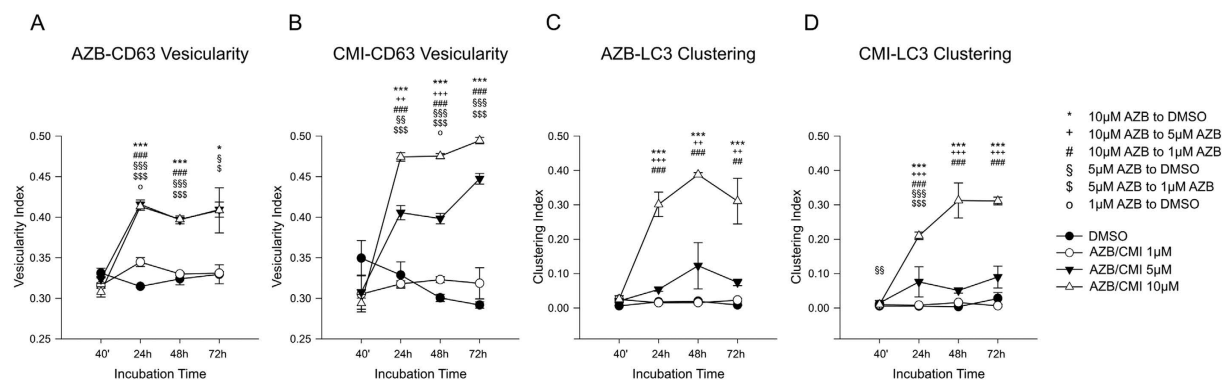 A
AZB-CD63 Vesicularity
Vesicularity Index
0.50
0.45
0.40
0.35
0.30
0.25
***
###
§§§
$$$
o
***
###
§§§
$$$
*
§
$
40'
24h
48h
72h
Incubation Time
B
CMI-CD63 Vesicularity
Vesicularity Index
0.50
0.45
0.40
0.35
0.30
0.25
***
++
###
§§
$$$
***
+++
###
§§§
$$$
o
***
###
§§§
$$$
40'
24h
48h
72h
Incubation Time
C
AZB-LC3 Clustering
Clustering Index
0.50
0.40
0.30
0.20
0.10
0.00
***
+++
###
***
++
###
***
++
##
40'
24h
48h
72h
Incubation Time
D
CMI-LC3 Clustering
Clustering Index
0.50
0.40
0.30
0.20
0.10
0.00
§§
***
+++
###
§§§
$$$
***
+++
###
***
+++
###
40'
24h
48h
72h
Incubation Time
* 10µM AZB to DMSO
+ 10µM AZB to 5µM AZB
# 10µM AZB to 1µM AZB
§ 5µM AZB to DMSO
$ 5µM AZB to 1µM AZB
o 1µM AZB to DMSO
DMSO
AZB/CMI 1µM
AZB/CMI 5µM
AZB/CMI 10µM